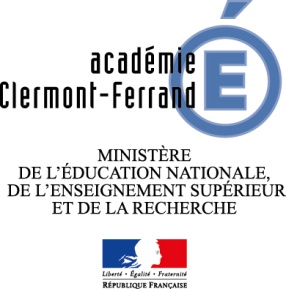 académie
Clermont-Ferrand
É
MINISTÈRE
DE L'ÉDUCATION NATIONALE,
DE L'ENSEIGNEMENT SUPÉRIEUR
ET DE LA RECHERCHE
Liberté • Égalité • Fraternité
RÉPUBLIQUE FRANÇAISE